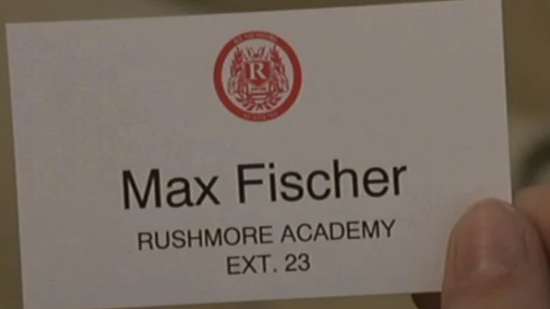 R
Max Fischer
RUSHMORE ACADEMY
EXT. 23